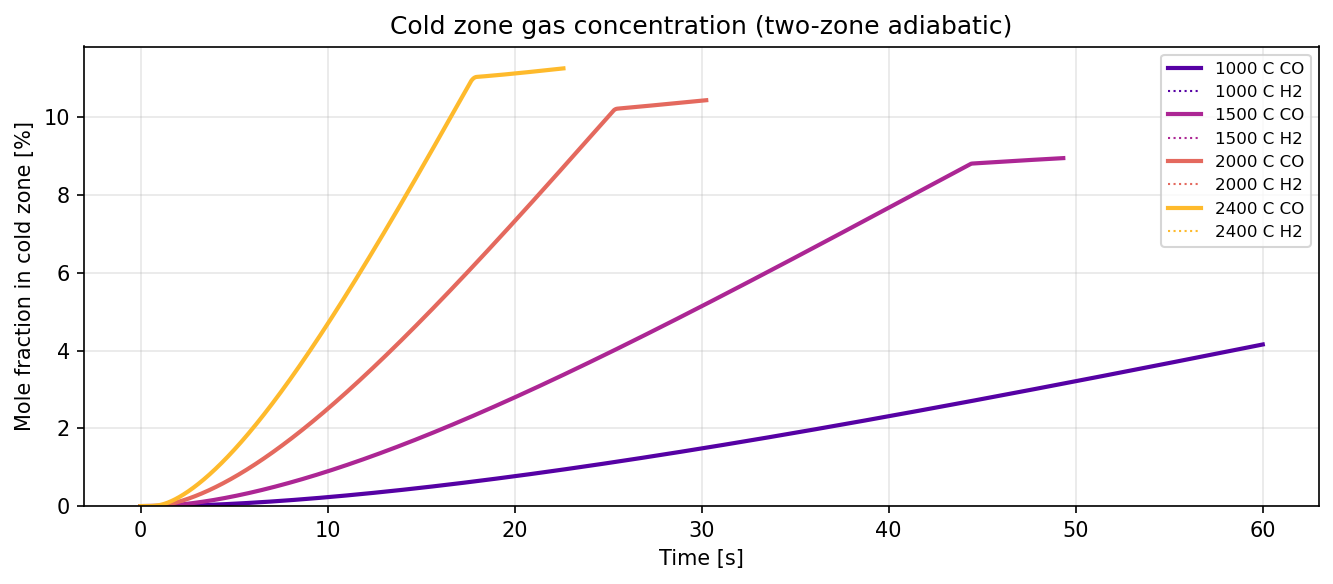 Cold zone gas concentration (two-zone adiabatic)
Mole fraction in cold zone [%]
10
8
6
4
2
0
0 10 20 30 40 50 60
Time [s]
1000 C CO
1000 C H2
1500 C CO
1500 C H2
2000 C CO
2000 C H2
2400 C CO
2400 C H2